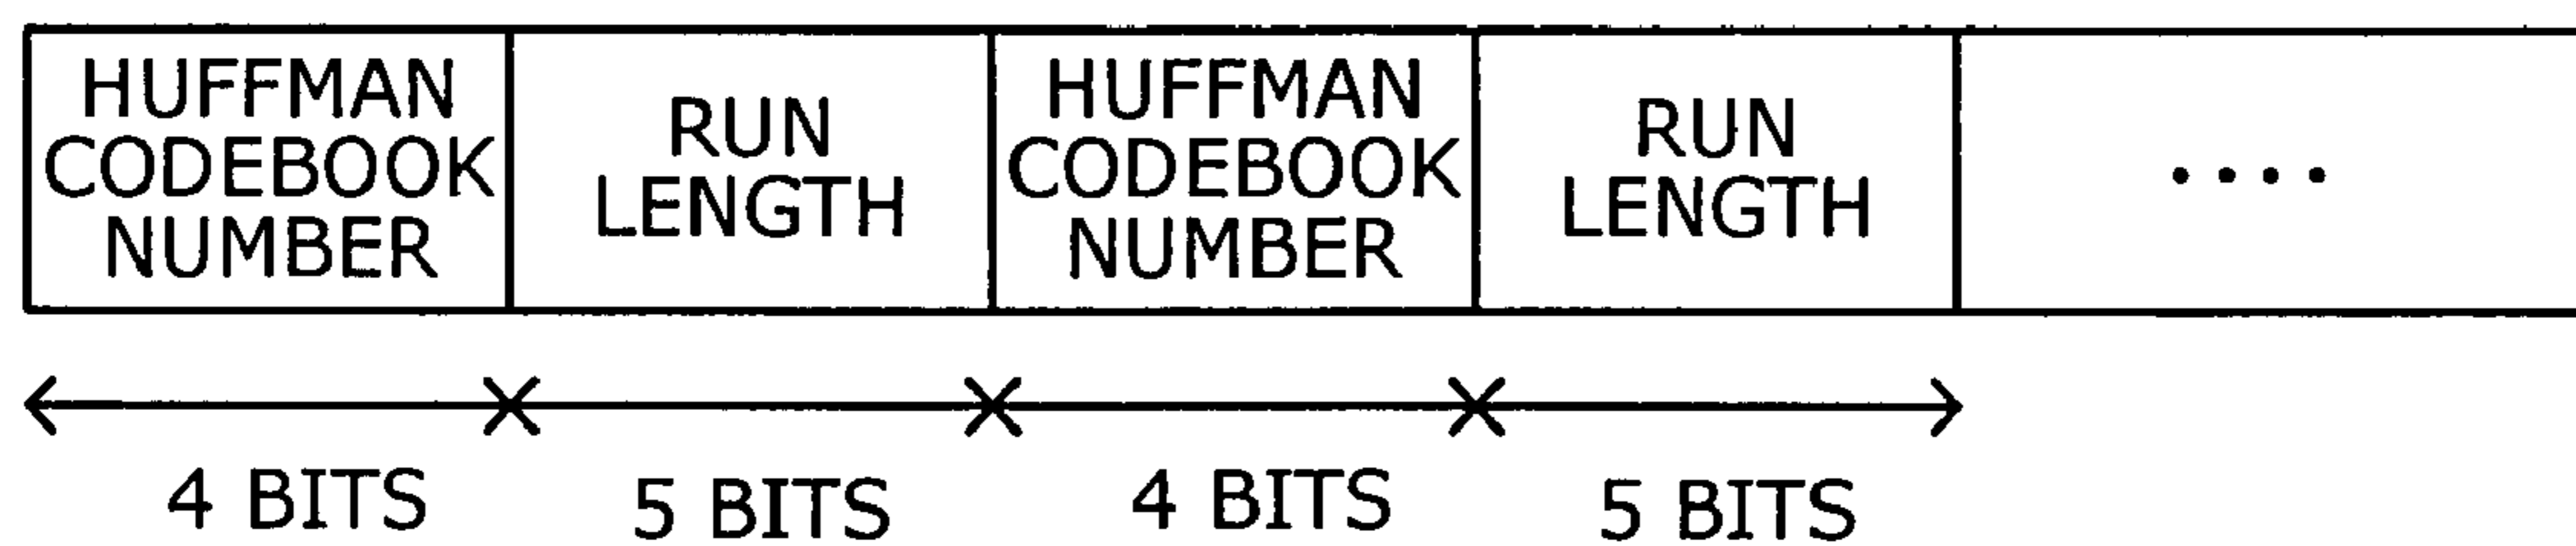 HUFFMAN
CODEBOOK
NUMBER
RUN
LENGTH
HUFFMAN
CODEBOOK
NUMBER
RUN
LENGTH
....
4 BITS
5 BITS
4 BITS
5 BITS